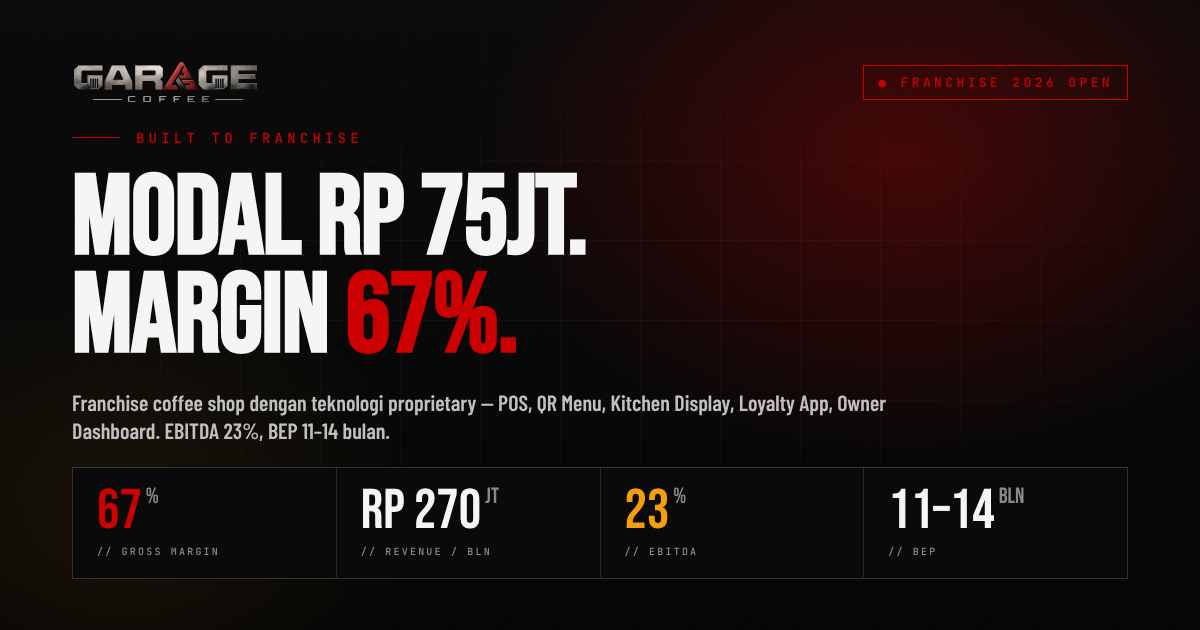 GARAGE
COFFEE
● FRANCHISE 2026 OPEN
BUILT TO FRANCHISE
MODAL RP 75JT.
MARGIN 67%.
Franchise coffee shop dengan teknologi proprietary — POS, QR Menu, Kitchen Display, Loyalty App, Owner
Dashboard. EBITDA 23%, BEP 11–14 bulan.
67%
// GROSS MARGIN
RP 270 JT
// REVENUE / BLN
23%
// EBITDA
11–14 BLN
// BEP